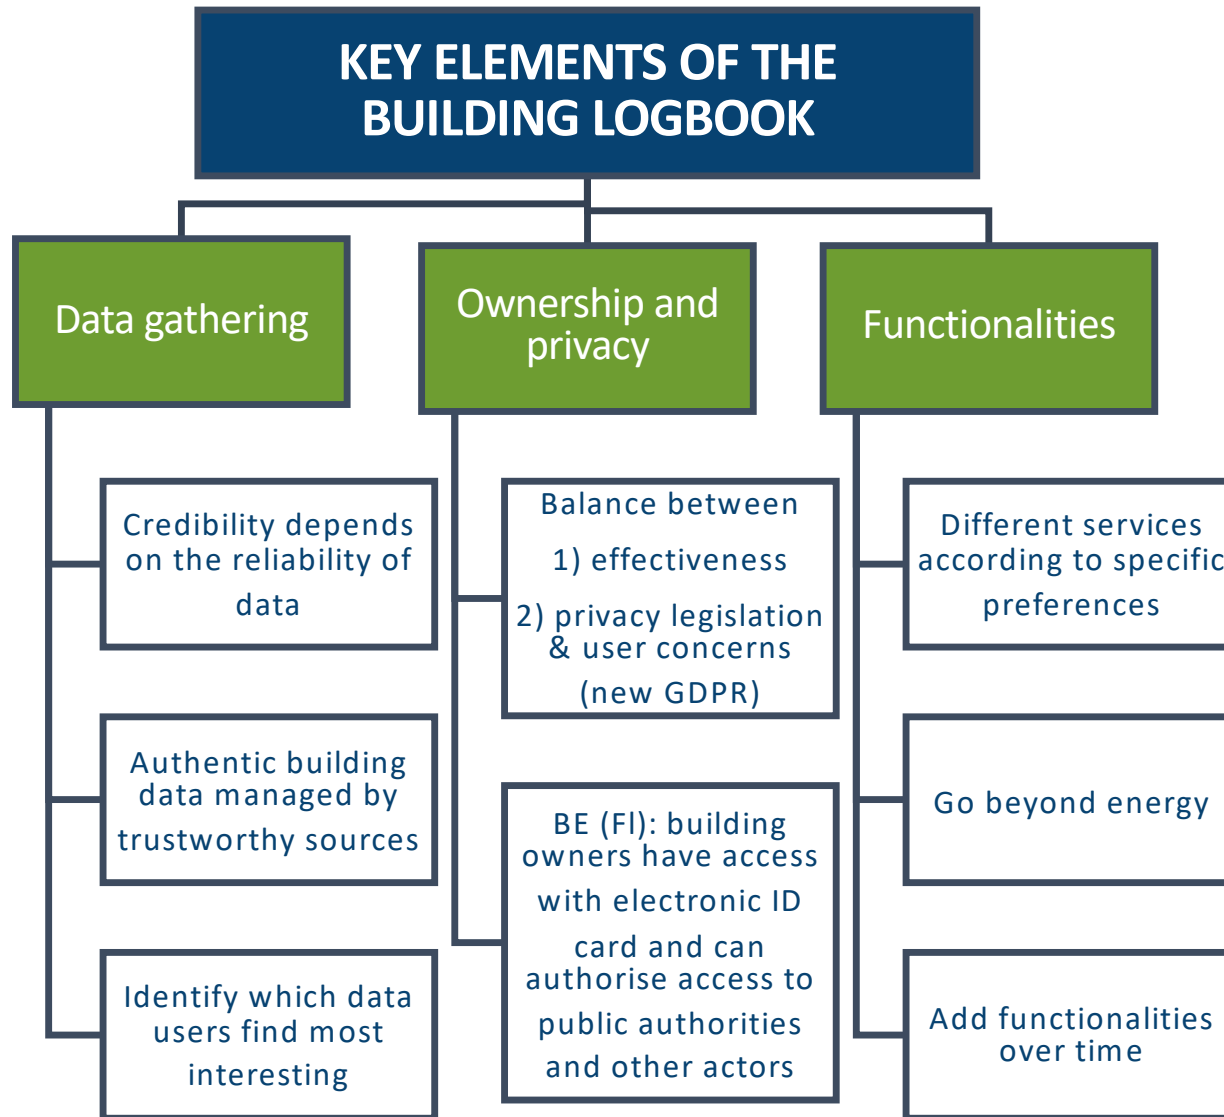 KEY ELEMENTS OF THE
BUILDING LOGBOOK
Data gathering
Credibility depends
on the reliability of
data
Authentic building
data managed by
trustworthy sources
Identify which data
users find most
interesting
Ownership and
privacy
Balance between
1) effectiveness
2) privacy legislation
& user concerns
(new GDPR)
BE (Fl): building
owners have access
with electronic ID
card and can
authorise access to
public authorities
and other actors
Functionalities
Different services
according to specific
preferences
Go beyond energy
Add functionalities
over time